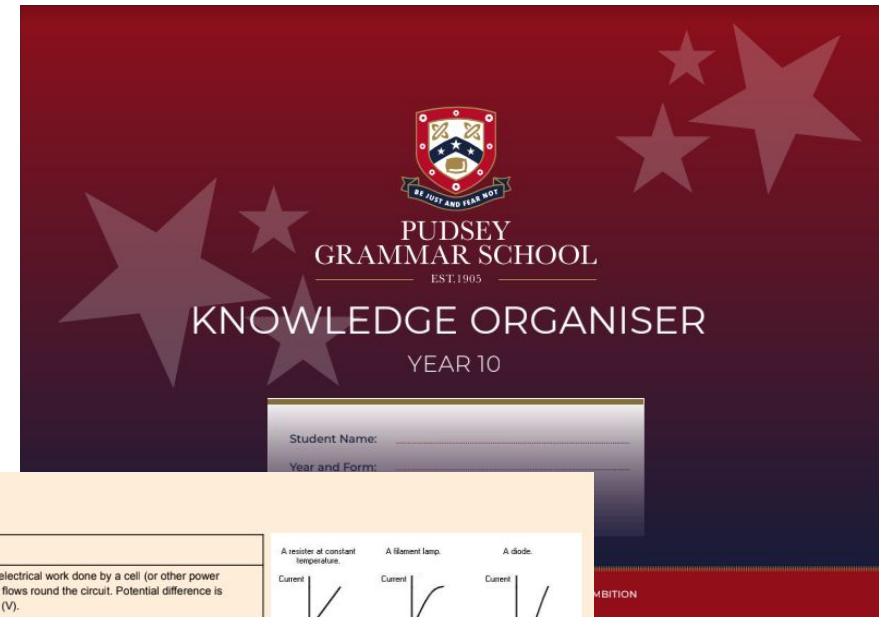 BE JUST AND FEAR NOT
PUDSEY
GRAMMAR SCHOOL
EST.1905
KNOWLEDGE ORGANISER
YEAR 10
Student Name:
Year and Form:
MBITION
electrical work done by a cell (or other power
flows round the circuit. Potential difference is
(V).
A resister at constant
temperature.
A filament lamp.
A diode.
Current
Current
Current